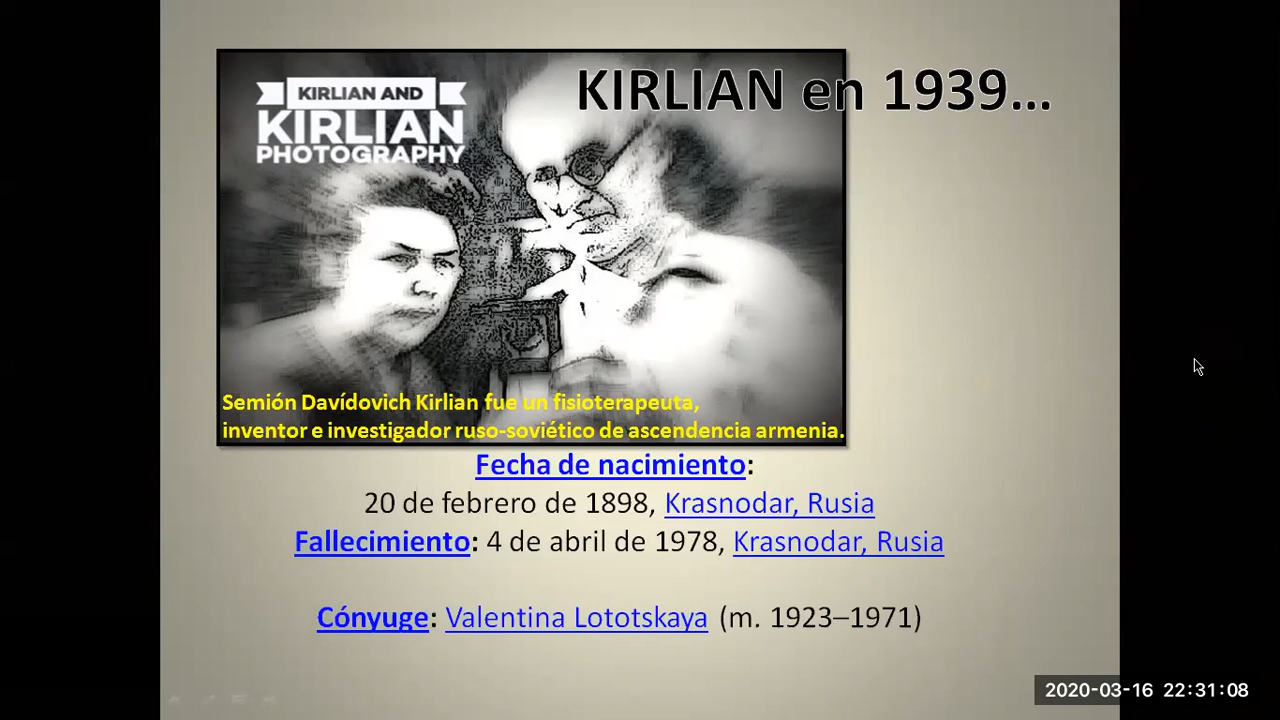 KIRLIAN en 1939...
KIRLIAN AND
KIRLIAN
PHOTOGRAPHY
Semión Davídovich Kirlian fue un fisioterapeuta,
inventor e investigador ruso-soviético de ascendencia armenia.
Fecha de nacimiento:
20 de febrero de 1898, Krasnodar, Rusia
Fallecimiento: 4 de abril de 1978, Krasnodar, Rusia
Cónyuge: Valentina Lototskaya (m. 1923–1971)
2020-03-16 22:31:08